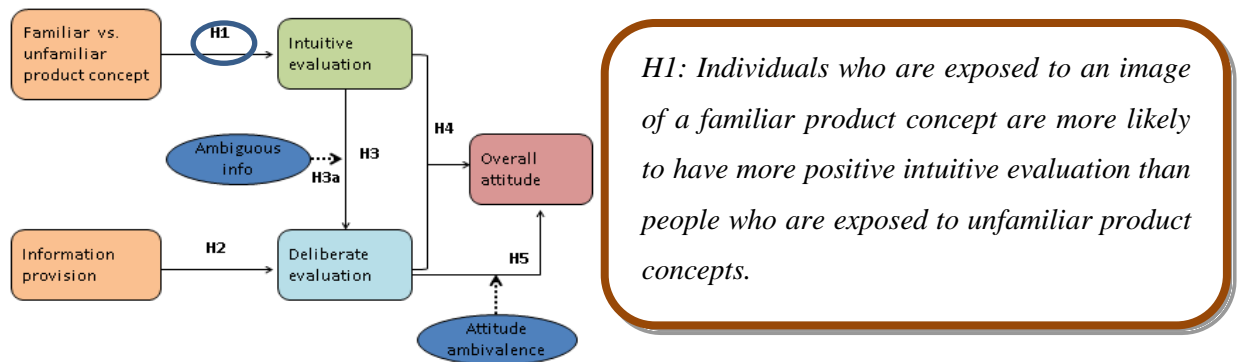 Familiar vs.
unfamiliar
product concept
H1
Intuitive
evaluation
Ambiguous
info
H3a
H3
H4
Overall
attitude
Information
provision
H2
Deliberate
evaluation
H5
Attitude
ambivalence
H1: Individuals who are exposed to an image
of a familiar product concept are more likely
to have more positive intuitive evaluation than
people who are exposed to unfamiliar product
concepts.